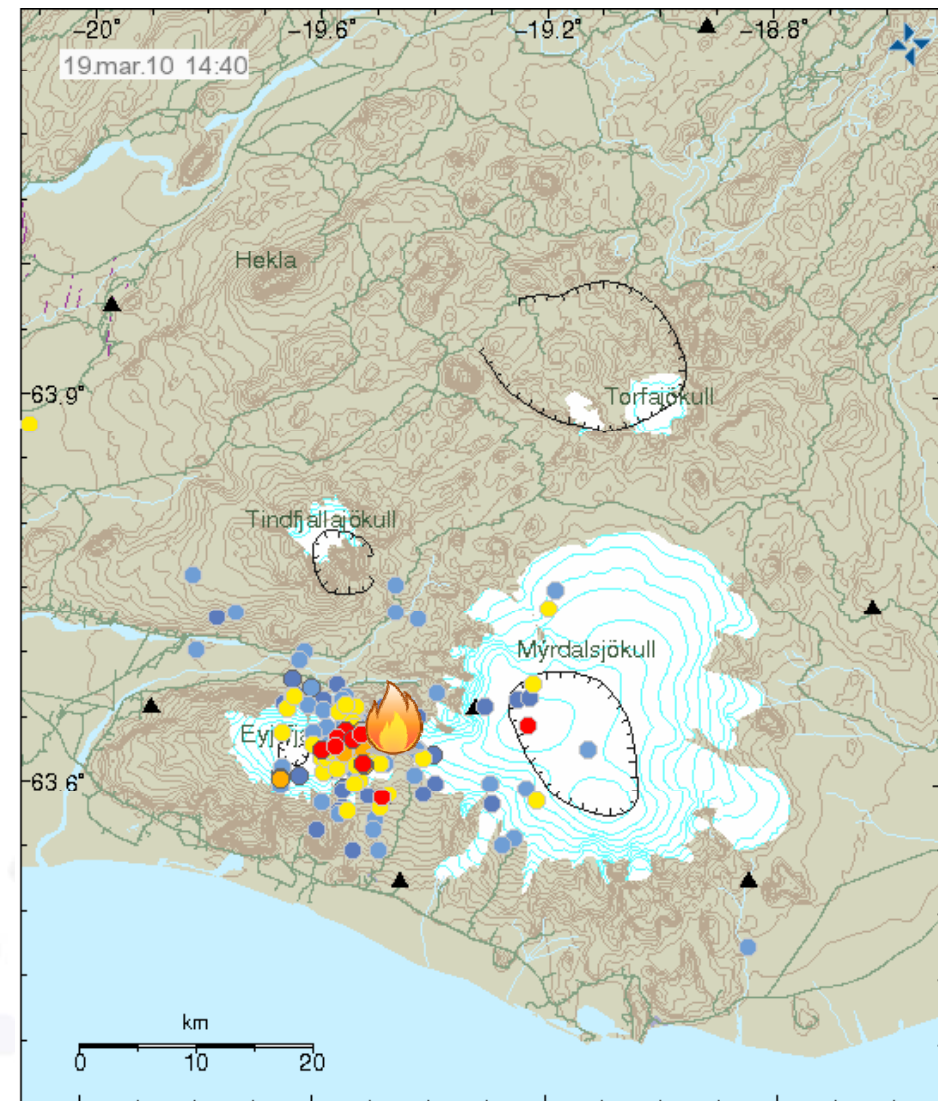 -20° -19.6° -19.2° -18.8°
19.mar.10 14:40
Hekla
63.9°
Torfajökull
Tindfjallajökull
Mýrdalsjökull
63.6°
km
0 10 20